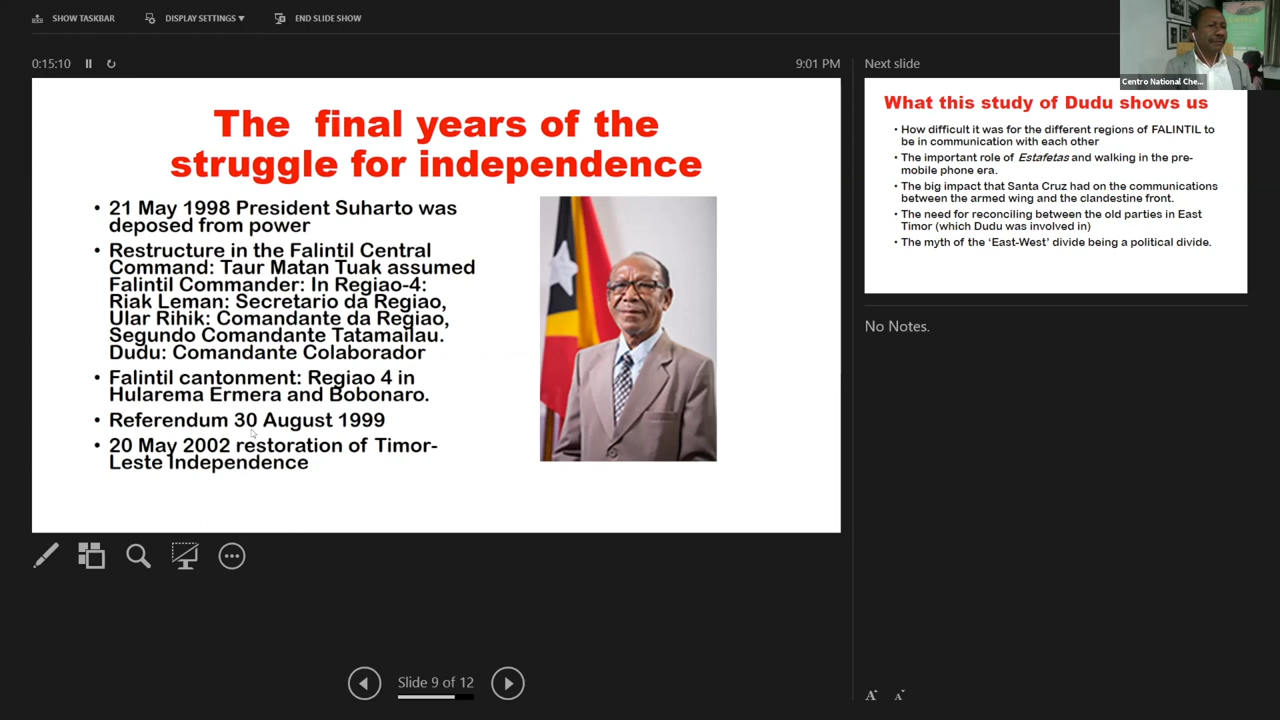 SHOW TASKBAR
DISPLAY SETTINGS ▼
END SLIDE SHOW
0:15:10
9:01 PM
The final years of the
struggle for independence
• 21 May 1998 President Suharto was
deposed from power
• Restructure in the Falintil Central
Command: Taur Matan Tuak assumed
Falintil Commander: In Regiao-4:
Riak Leman: Secretario da Regiao,
Ular Rihik: Comandante da Regiao,
Segundo Comandante Tatamailau.
Dudu: Comandante Colaborador
• Falintil cantonment: Regiao 4 in
Hularema Ermera and Bobonaro.
• Referendum 30 August 1999
• 20 May 2002 restoration of Timor-
Leste Independence
Slide 9 of 12
Centro National Che...
Next slide
What this study of Dudu shows us
• How difficult it was for the different regions of FALINTIL to
be in communication with each other
• The important role of Estafetas and walking in the pre-
mobile phone era.
• The big impact that Santa Cruz had on the communications
between the armed wing and the clandestine front.
• The need for reconciling between the old parties in East
Timor (which Dudu was involved in)
• The myth of the ‘East-West’ divide being a political divide.
No Notes.
A A